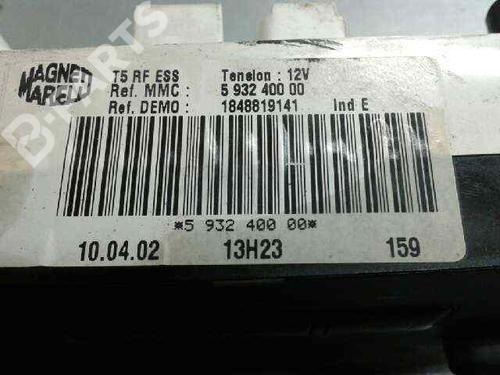 MAGNETI
MARELLI
T5 RF ESS Tension : 12V
Ref. MMC : 5 932 400 00
Ref. DEMO : 1848819141 Ind E
*5 932 400 00*
10.04.02 13H23 159
B-PARTS